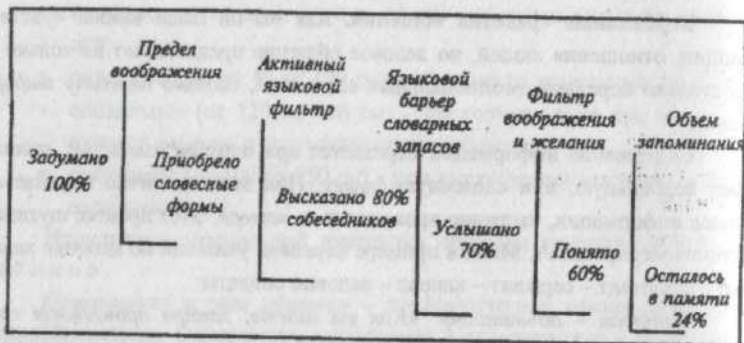 Предел
воображения
Активный
языковой
фильтр
Языковой
барьер
словарных
запасов
Фильтр
воображения
и желания
Объем
запоминания
Задумано
100%
Приобрело
словесные
формы
Высказано 80%
собеседников
Услышано
70%
Понято
60%
Осталось
в памяти
24%